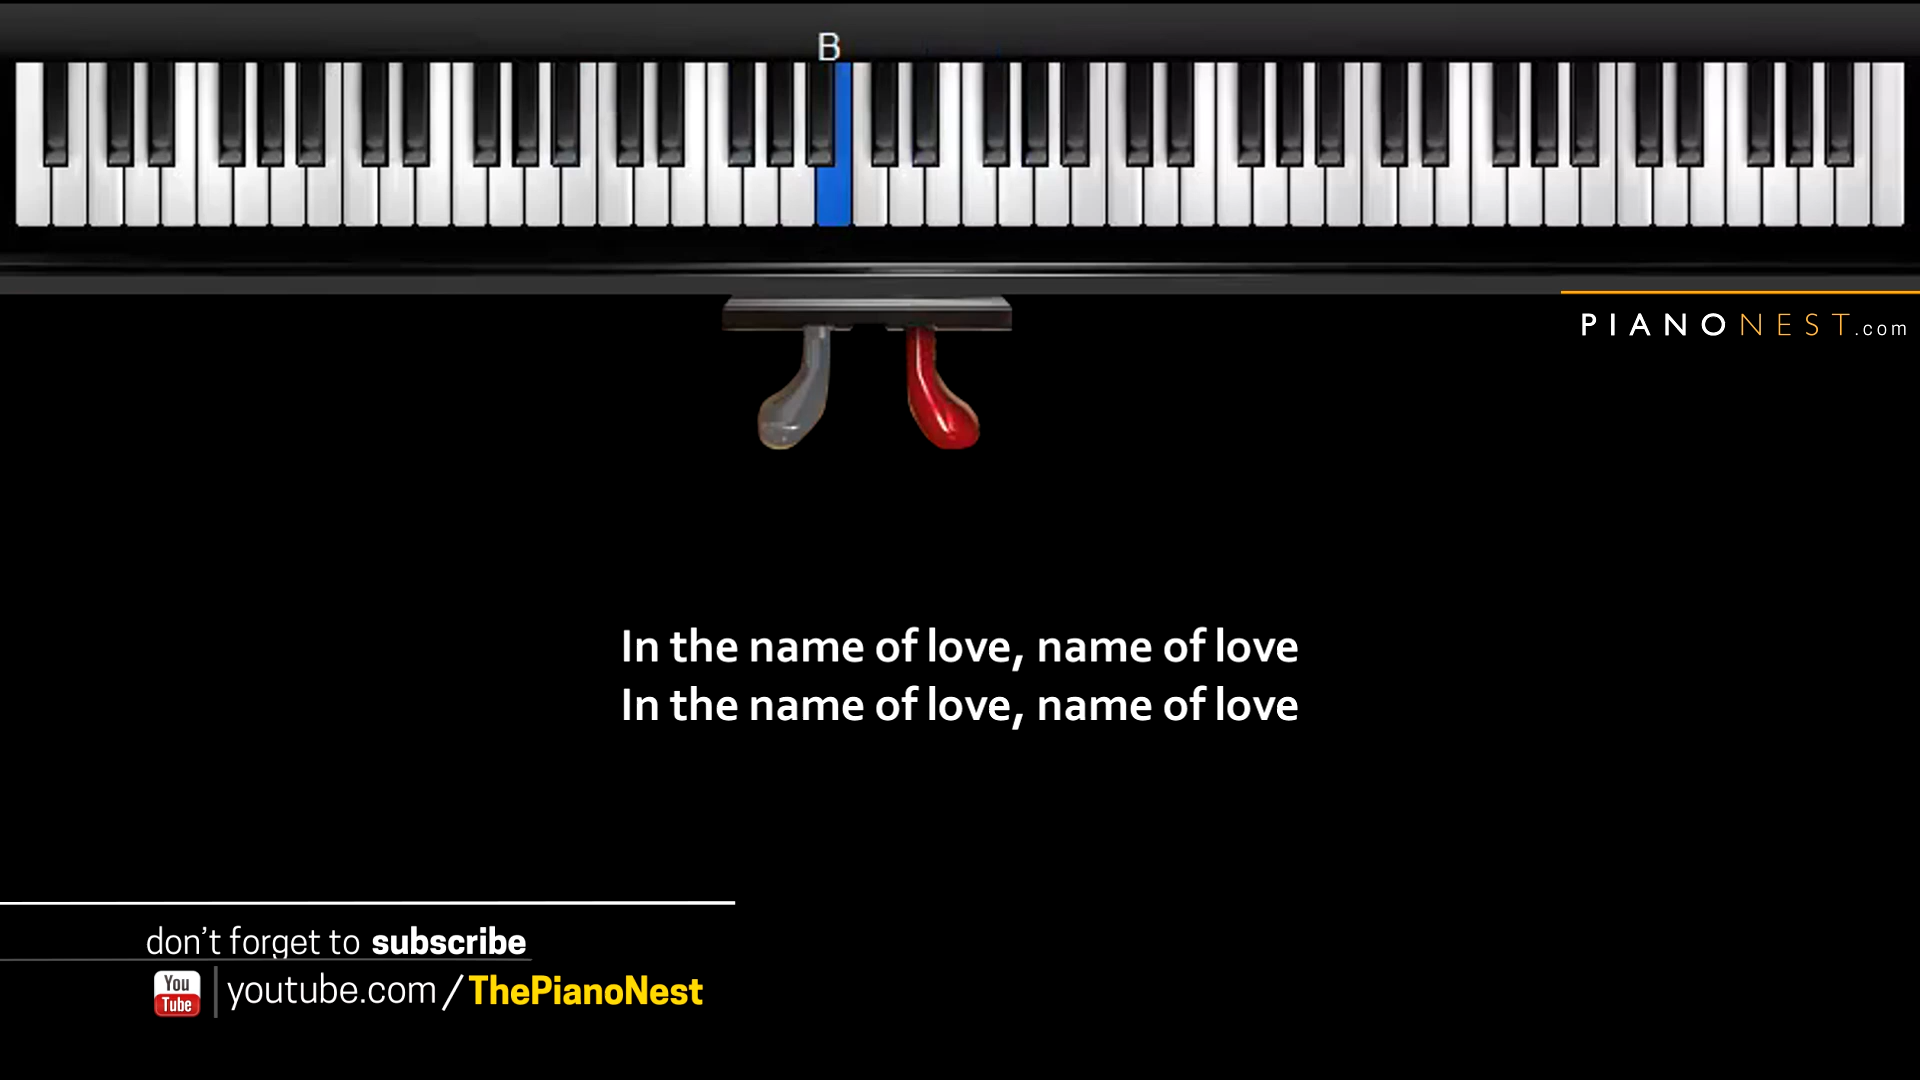 B
PIANONEST.com
In the name of love, name of love
In the name of love, name of love
don't forget to subscribe
You Tube
youtube.com/ThePianoNest